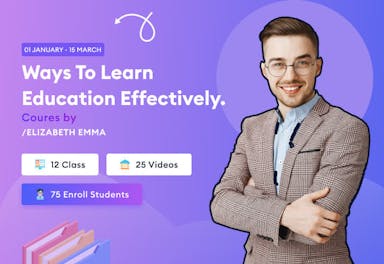 01 JANUARY - 15 MARCH
Ways To Learn
Education Effectively.
Coures by
/ELIZABETH EMMA
12 Class
25 Videos
75 Enroll Students